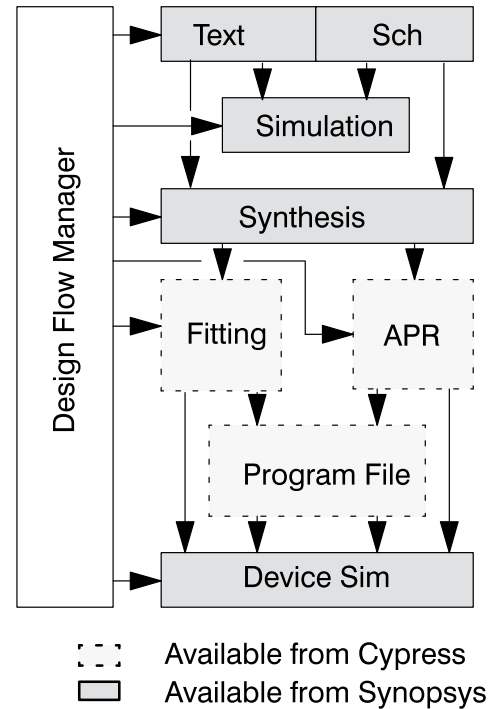 Text Sch
Simulation
Design Flow Manager
Synthesis
Fitting APR
Program File
Device Sim
Available from Cypress
Available from Synopsys